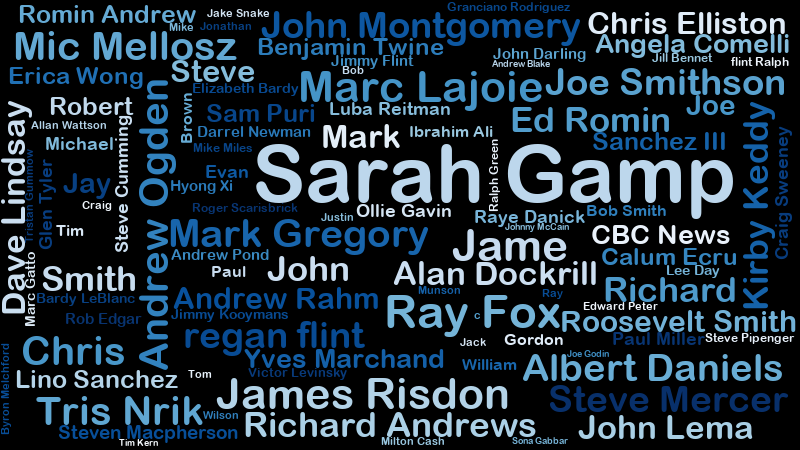 Romin Andrew
Jake Snake
Granciano Rodriguez
Mike
Jonathan
John Montgomery
Chris Elliston
Mic Mellosz
Benjamin Twine
Angela Comelli
Jimmy Flint
John Darling
Jill Bennet
Erica Wong
Steve
Bob
Andrew Blake
flint Ralph
Marc Lajoie
Joe Smithson
Elizabeth Bardy
Robert
Brown
Sam Puri
Luba Reitman
Ed Romin
Joe
Allan Wattson
Darrel Newman
Mark
Ibrahim Ali
Sanchez III
Michael
Mike Miles
Sarah Gamp
Ralph Green
Kirby Keddy
Craig Sweeney
Dave Lindsay
Tristan Gummow
Glen Tyler
Jay
Steve Cumming
Andrew Ogden
Evan
Hyong Xi
Craig
Roger Scarisbrick
Justin
Ollie Gavin
Raye Danick
Bob Smith
Tim
Mark Gregory
Johnny McCain
CBC News
Jame
Andrew Pond
Calum Ecru
Marc Gatto
Smith
Paul
John
Alan Dockrill
Lee Day
Richard
Bardy LeBlanc
Andrew Rahm
Munson
Ray
Edward Peter
Rob Edgar
Jimmy Kooymans
Ray Fox
c
Roosevelt Smith
regan flint
Jack
Gordon
Paul Miller
Steve Pipenger
Chris
Yves Marchand
William
Joe Godin
Byron Melchford
Lino Sanchez
Tom
Victor Levinsky
Albert Daniels
James Risdon
Steve Mercer
Tris Nrik
Wilson
Richard Andrews
John Lema
Steven Macpherson
Tim Kern
Milton Cash
Sona Gabbar